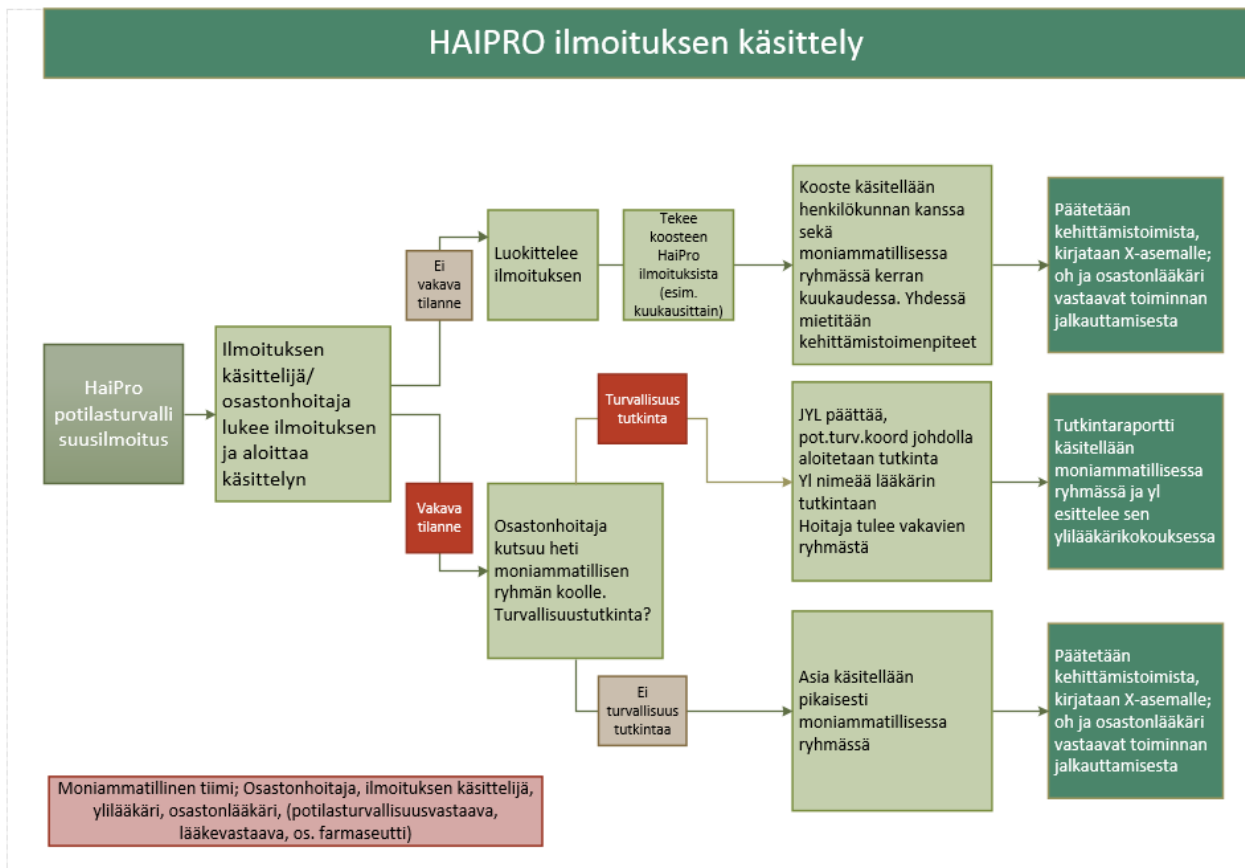 HAIPRO ilmoituksen käsittely
HaiPro
potilasturvalli
suusilmoitus
Ilmoituksen
käsittelijä/
osastonhoitaja
lukee ilmoituksen
ja aloittaa
käsittelyn
Ei
vakava
tilanne
Luokittelee
ilmoituksen
Tekee
koosteen
HaiPro
ilmoituksista
(esim.
kuukausittain)
Kooste käsitellään
henkilökunnan kanssa
sekä
moniammatillisessa
ryhmässä kerran
kuukaudessa. Yhdessä
mietitään
kehittämistoimenpiteet
Päätetään
kehittämistoimista,
kirjataan X-asemalle;
oh ja osastonlääkäri
vastaavat toiminnan
jalkauttamisesta
Vakava
tilanne
Osastonhoitaja
kutsuu heti
moniammatillisen
ryhmän koolle.
Turvallisuustutkinta?
Turvallisuus
tutkinta
JYL päättää,
pot.turv.koord johdolla
aloitetaan tutkinta
Yl nimeää lääkärin
tutkintaan
Hoitaja tulee vakavien
ryhmästä
Tutkintaraportti
käsitellään
moniammatillisessa
ryhmässä ja yl
esittelee sen
ylilääkärikokouksessa
Ei
turvallisuus
tutkintaa
Asia käsitellään
pikaisesti
moniammatillisessa
ryhmässä
Päätetään
kehittämistoimista,
kirjataan X-asemalle;
oh ja osastonlääkäri
vastaavat toiminnan
jalkauttamisesta
Moniammatillinen tiimi; Osastonhoitaja, ilmoituksen käsittelijä,
ylilääkäri, osastonlääkäri, (potilasturvallisuusvastaava,
lääkevastaava, os. farmaseutti)